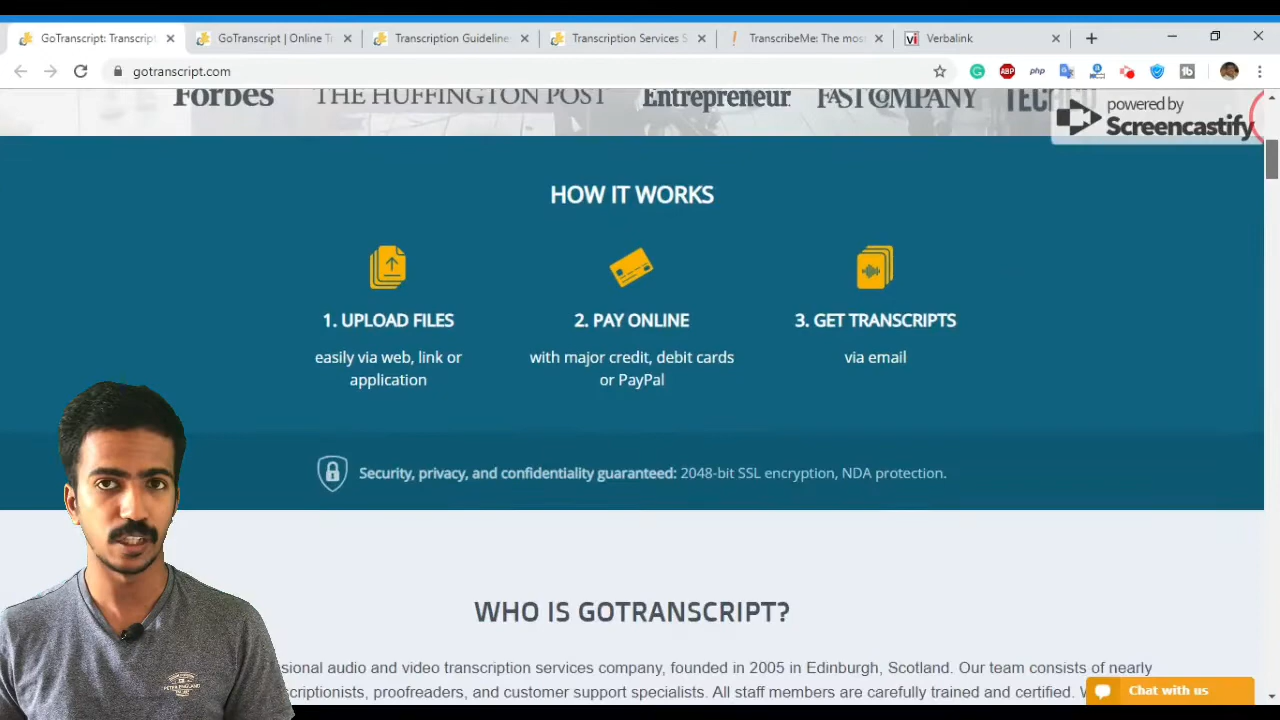 GoTranscript: Transcript
GoTranscript | Online Tr
Transcription Guideline
Transcription Services S
TranscribeMe: The mos
Verbalink
gotranscript.com
Forbes
THE HUFFINGTON POST
Entrepreneur
FAST COMPANY
powered by
Screencastify
HOW IT WORKS
1. UPLOAD FILES
2. PAY ONLINE
3. GET TRANSCRIPTS
easily via web, link or
application
with major credit, debit cards
or PayPal
via email
Security, privacy, and confidentiality guaranteed: 2048-bit SSL encryption, NDA protection.
WHO IS GOTRANSCRIPT?
sional audio and video transcription services company, founded in 2005 in Edinburgh, Scotland. Our team consists of nearly
criptionists, proofreaders, and customer support specialists. All staff members are carefully trained and certified. W
Chat with us
PETER ENGLAND